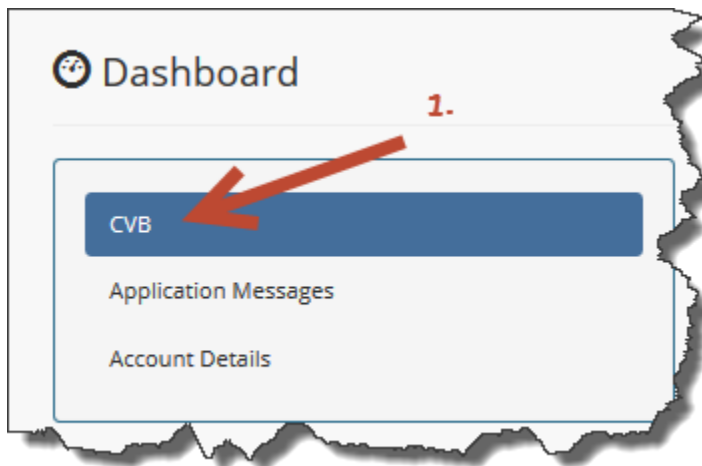 Dashboard
1.
CVB
Application Messages
Account Details